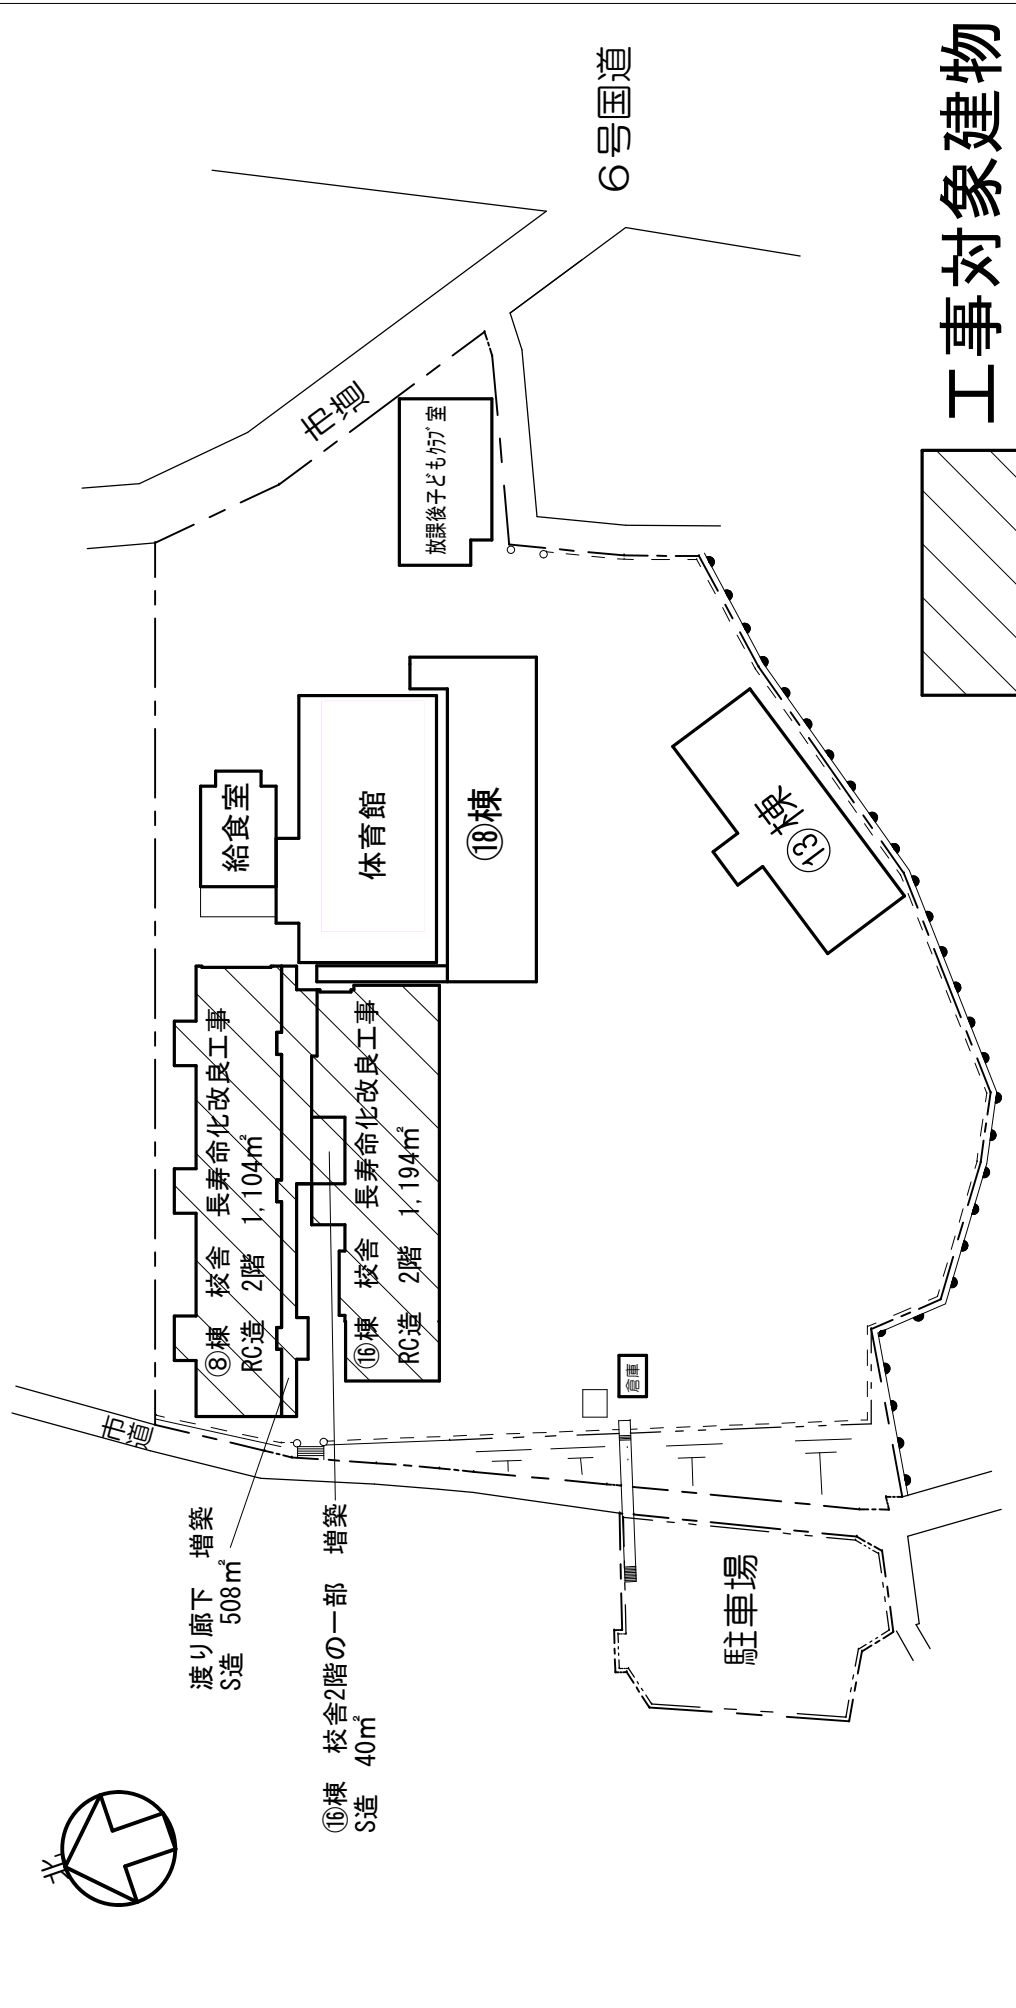 北
渡り廊下　増築
S造　508㎡
⑯棟　校舎2階の一部　増築
S造　40㎡
市道
⑧棟　校舎　長寿命化改良工事
RC造　2階　1,104㎡
⑯棟　校舎　長寿命化改良工事
RC造　2階　1,194㎡
給食室
体育館
⑱棟
放課後子どもｸﾗﾌﾞ室
市道
6号国道
⑬棟
倉庫
駐車場
工事対象建物